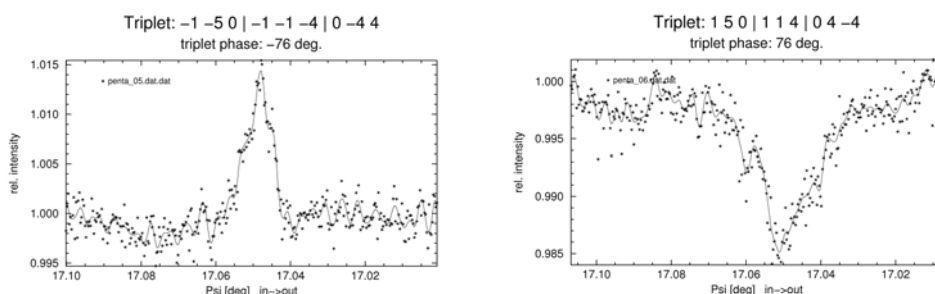 Triplet: −1 −5 0 | −1 −1 −4 | 0 −4 4
triplet phase: −76 deg.
1.015
penta_05.dat.dat
1.010
rel. intensity
1.005
1.000
0.995
17.10
17.08
17.06
17.04
17.02
Psi [deg] in->out
Triplet: 1 5 0 | 1 1 4 | 0 4 −4
triplet phase: 76 deg.
1.000
penta_06.dat.dat
0.995
rel. intensity
0.990
0.985
17.10
17.08
17.06
17.04
17.02
Psi [deg] in->out